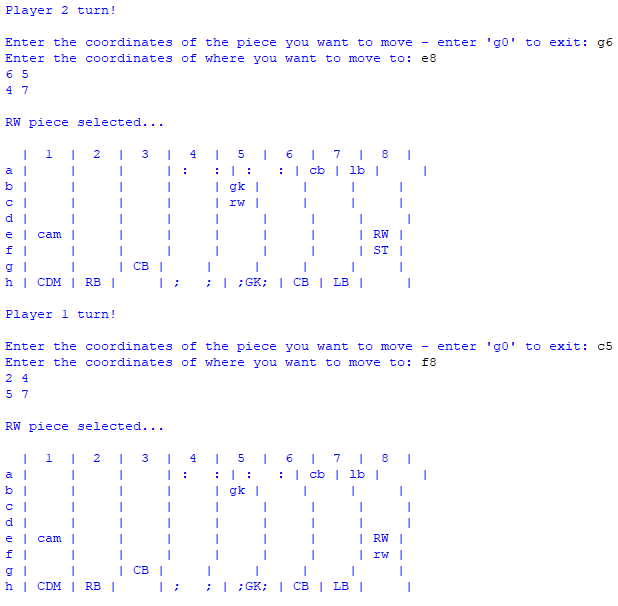 Player 2 turn!
Enter the coordinates of the piece you want to move - enter 'g0' to exit: g6
Enter the coordinates of where you want to move to: e8
6 5
4 7
RW piece selected...
  |  1  |  2  |  3  |  4  |  5  |  6  |  7  |  8  |
a |     |     |     | :   : | :   : | cb | lb |     |
b |     |     |     |     | gk |     |     |     |
c |     |     |     |     | rw |     |     |     |
d |     |     |     |     |     |     |     |     |
e | cam |     |     |     |     |     |     | RW |
f |     |     |     |     |     |     |     | ST |
g |     |     | CB |     |     |     |     |     |
h | CDM | RB |     | ;   ; | ;GK; | CB | LB |     |
Player 1 turn!
Enter the coordinates of the piece you want to move - enter 'g0' to exit: c5
Enter the coordinates of where you want to move to: f8
2 4
5 7
RW piece selected...
  |  1  |  2  |  3  |  4  |  5  |  6  |  7  |  8  |
a |     |     |     | :   : | :   : | cb | lb |     |
b |     |     |     |     | gk |     |     |     |
c |     |     |     |     |     |     |     |     |
d |     |     |     |     |     |     |     |     |
e | cam |     |     |     |     |     |     | RW |
f |     |     |     |     |     |     |     | rw |
g |     |     | CB |     |     |     |     |     |
h | CDM | RB |     | ;   ; | ;GK; | CB | LB |     |